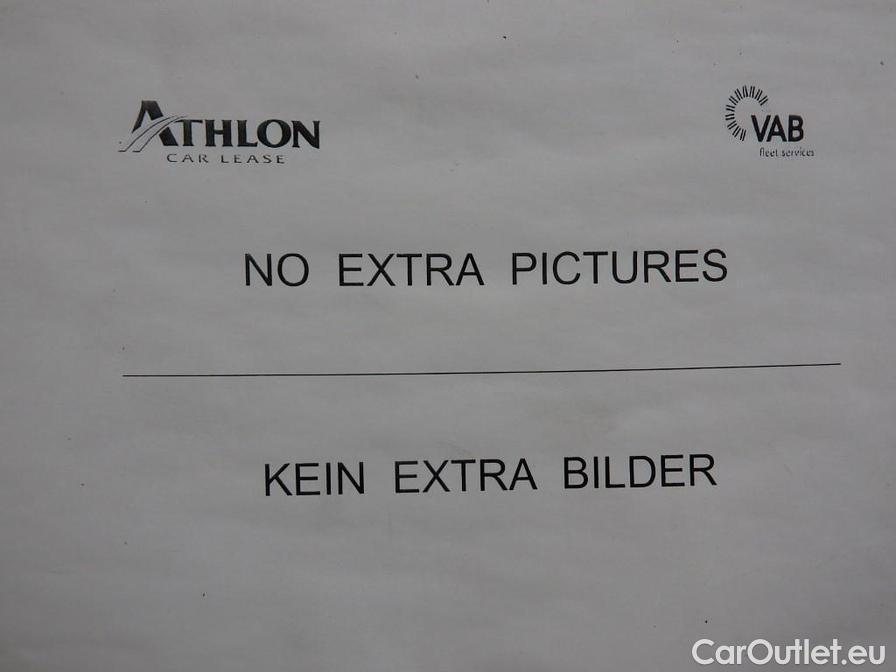 ATHLON
CAR LEASE
VAB
fleet services
NO EXTRA PICTURES
KEIN EXTRA BILDER
CarOutlet.eu